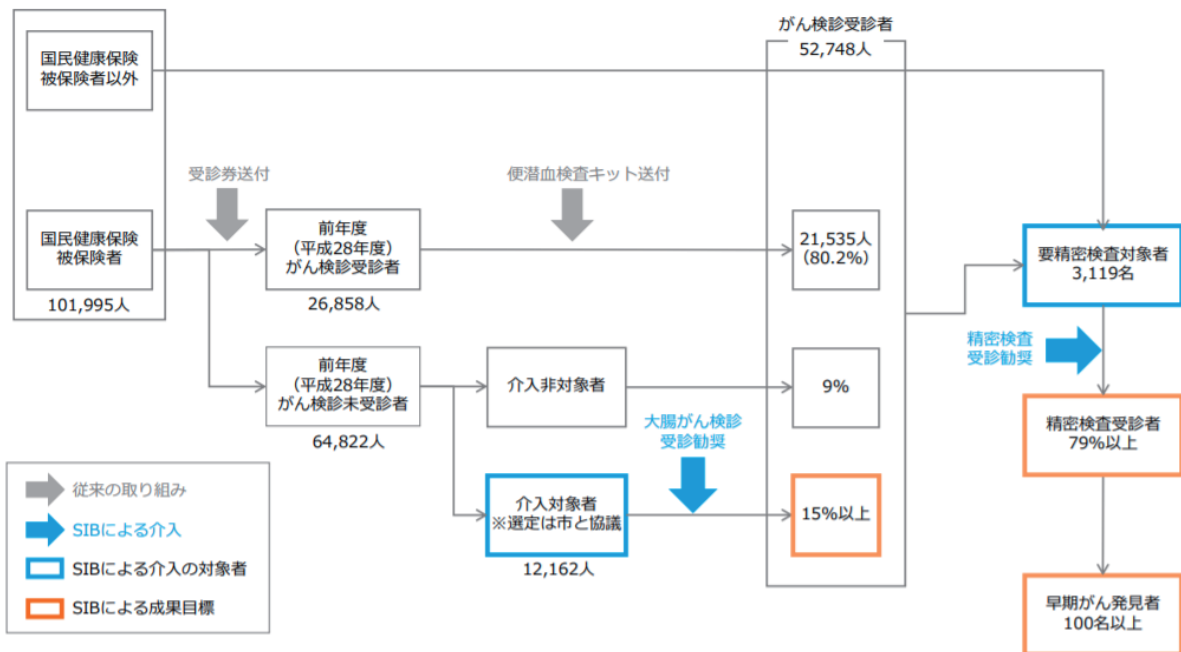 国民健康保険
被保険者以外
がん検診受診者
52,748人
受診券送付
便潜血検査キット送付
国民健康保険
被保険者
101,995人
前年度
（平成28年度）
がん検診受診者
26,858人
21,535人
（80.2%）
要精密検査対象者
3,119名
精密検査
受診勧奨
前年度
（平成28年度）
がん検診未受診者
64,822人
介入非対象者
9%
大腸がん検診
受診勧奨
精密検査受診者
79%以上
介入対象者
※選定は市と協議
12,162人
15%以上
早期がん発見者
100名以上
従来の取り組み
SIBによる介入
SIBによる介入の対象者
SIBによる成果目標